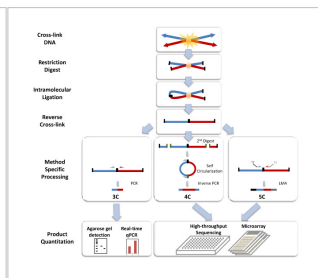 Cross-link
DNA
Restriction
Digest
Intramolecular
Ligation
Reverse
Cross-link
2nd Digest
Self
Circularization
Method
Specific
Processing
PCR
Inverse PCR
LMA
3C
4C
5C
Product
Quantitation
Agarose gel
detection
Real-time
qPCR
High-throughput
Sequencing
Microarray